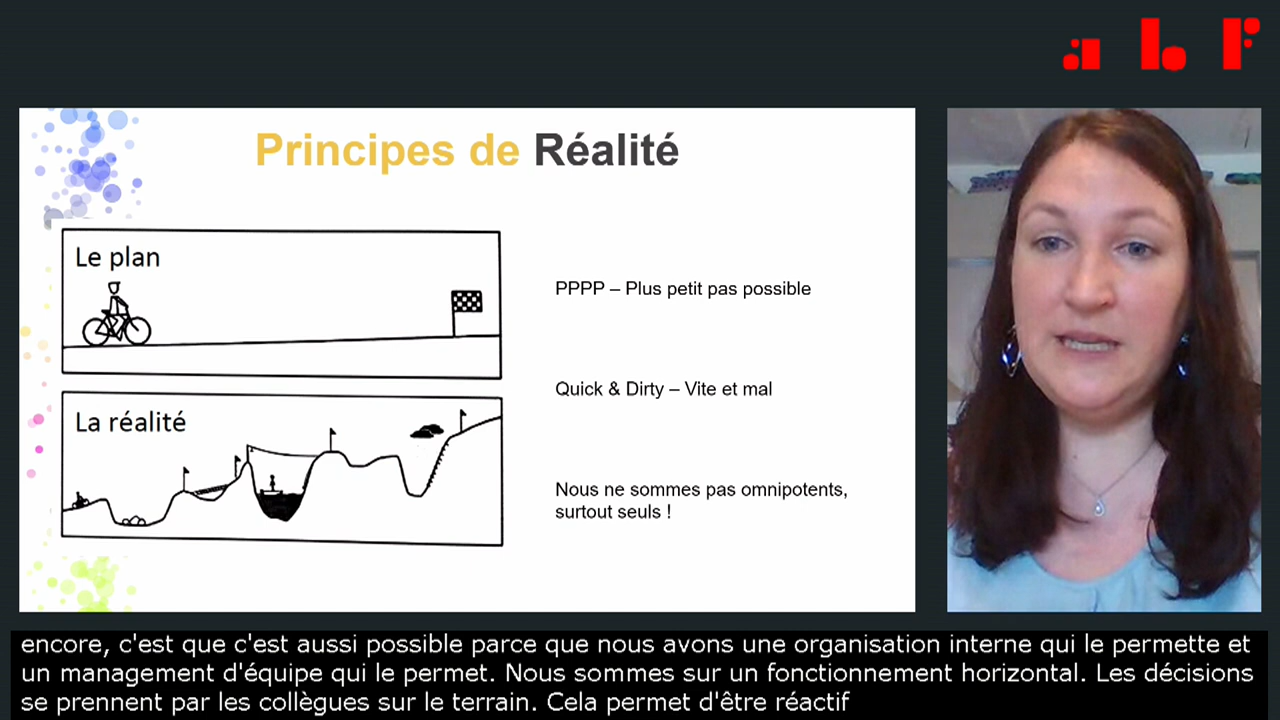 abf
Principes de Réalité
Le plan
La réalité
PPPP – Plus petit pas possible
Quick & Dirty – Vite et mal
Nous ne sommes pas omnipotents,
surtout seuls !
encore, c'est que c'est aussi possible parce que nous avons une organisation interne qui le permette et
un management d'équipe qui le permet. Nous sommes sur un fonctionnement horizontal. Les décisions
se prennent par les collègues sur le terrain. Cela permet d'être réactif